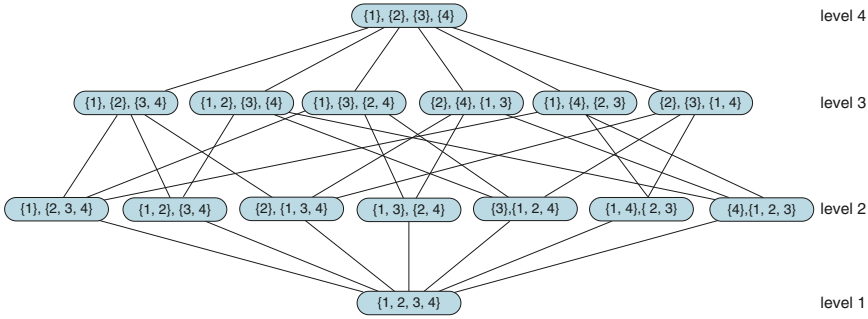 {1}, {2}, {3}, {4} level 4
{1}, {2}, {3, 4} {1, 2}, {3}, {4} {1}, {3}, {2, 4} {2}, {4}, {1, 3} {1}, {4}, {2, 3} {2}, {3}, {1, 4} level 3
{1}, {2, 3, 4} {1, 2}, {3, 4} {2}, {1, 3, 4} {1, 3}, {2, 4} {3},{1, 2, 4} {1, 4},{ 2, 3} {4},{1, 2, 3} level 2
{1, 2, 3, 4} level 1